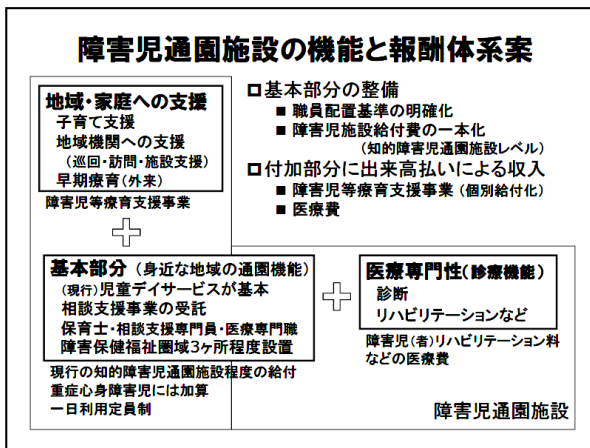 障害児通園施設の機能と報酬体系案
地域・家庭への支援
子育て支援
地域機関への支援
（巡回・訪問・施設支援）
早期療育（外来）
障害児等療育支援事業
基本部分の整備
職員配置基準の明確化
障害児施設給付費の一本化
（知的障害児通園施設レベル）
付加部分に出来高払いによる収入
障害児等療育支援事業（個別給付化）
医療費
基本部分（身近な地域の通園機能）
（現行）児童デイサービスが基本
相談支援事業の受託
保育士・相談支援専門員・医療専門職
障害保健福祉圏域３ヶ所程度設置
現行の知的障害児通園施設程度の給付
重症心身障害児には加算
一日利用定員制
医療専門性（診療機能）
診断
リハビリテーションなど
障害児（者）リハビリテーション料
などの医療費
障害児通園施設